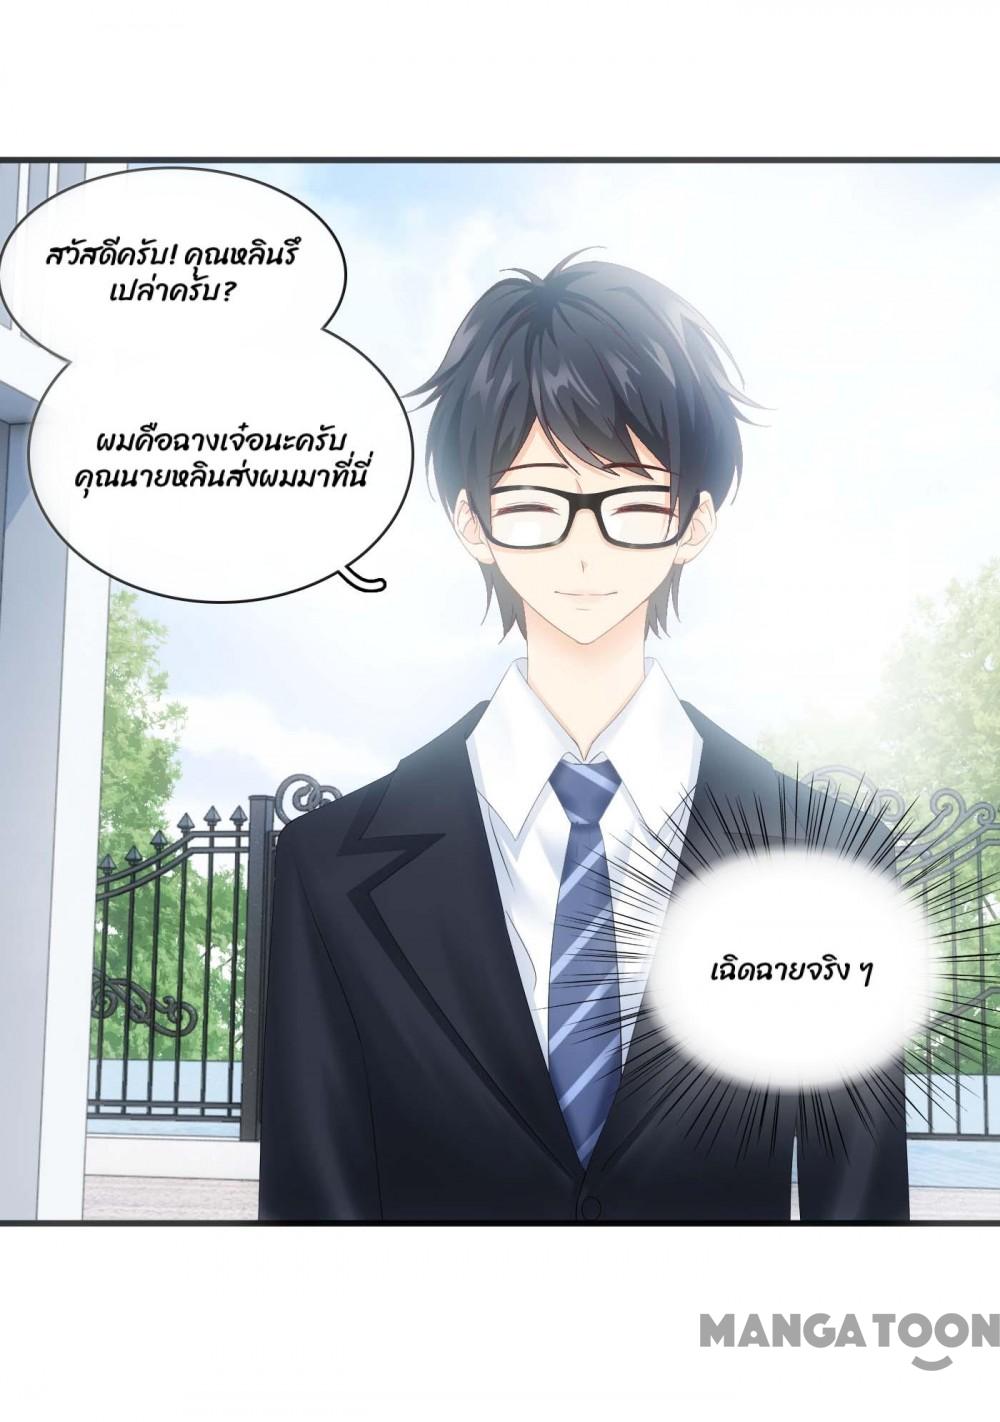 สวัสดีครับ! คุณหลินรึ
เปล่าครับ?
ผมคือฉางเจ๋อนะครับ
คุณนายหลินส่งผมมาที่นี่
เฉิดฉายจริง ๆ
MANGATOON